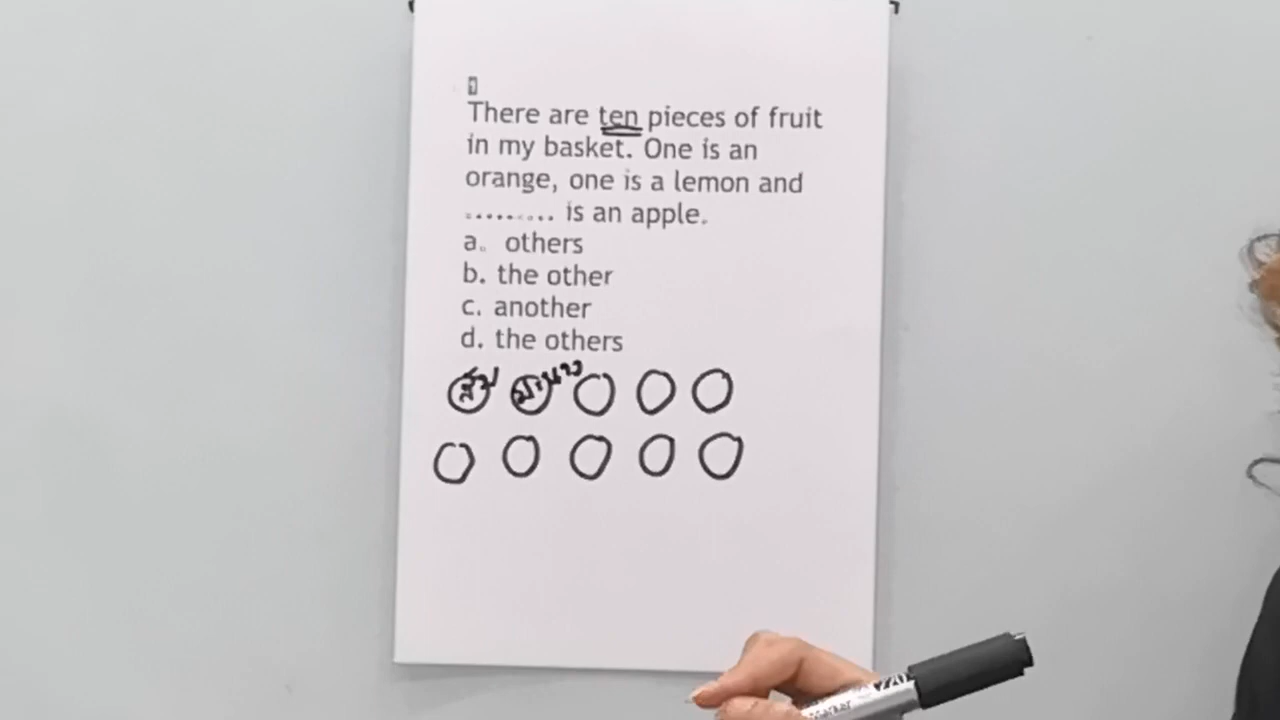 There are ten pieces of fruit
in my basket. One is an
orange, one is a lemon and
......... is an apple.
a. others
b. the other
c. another
d. the others
ส้ม มะนาว